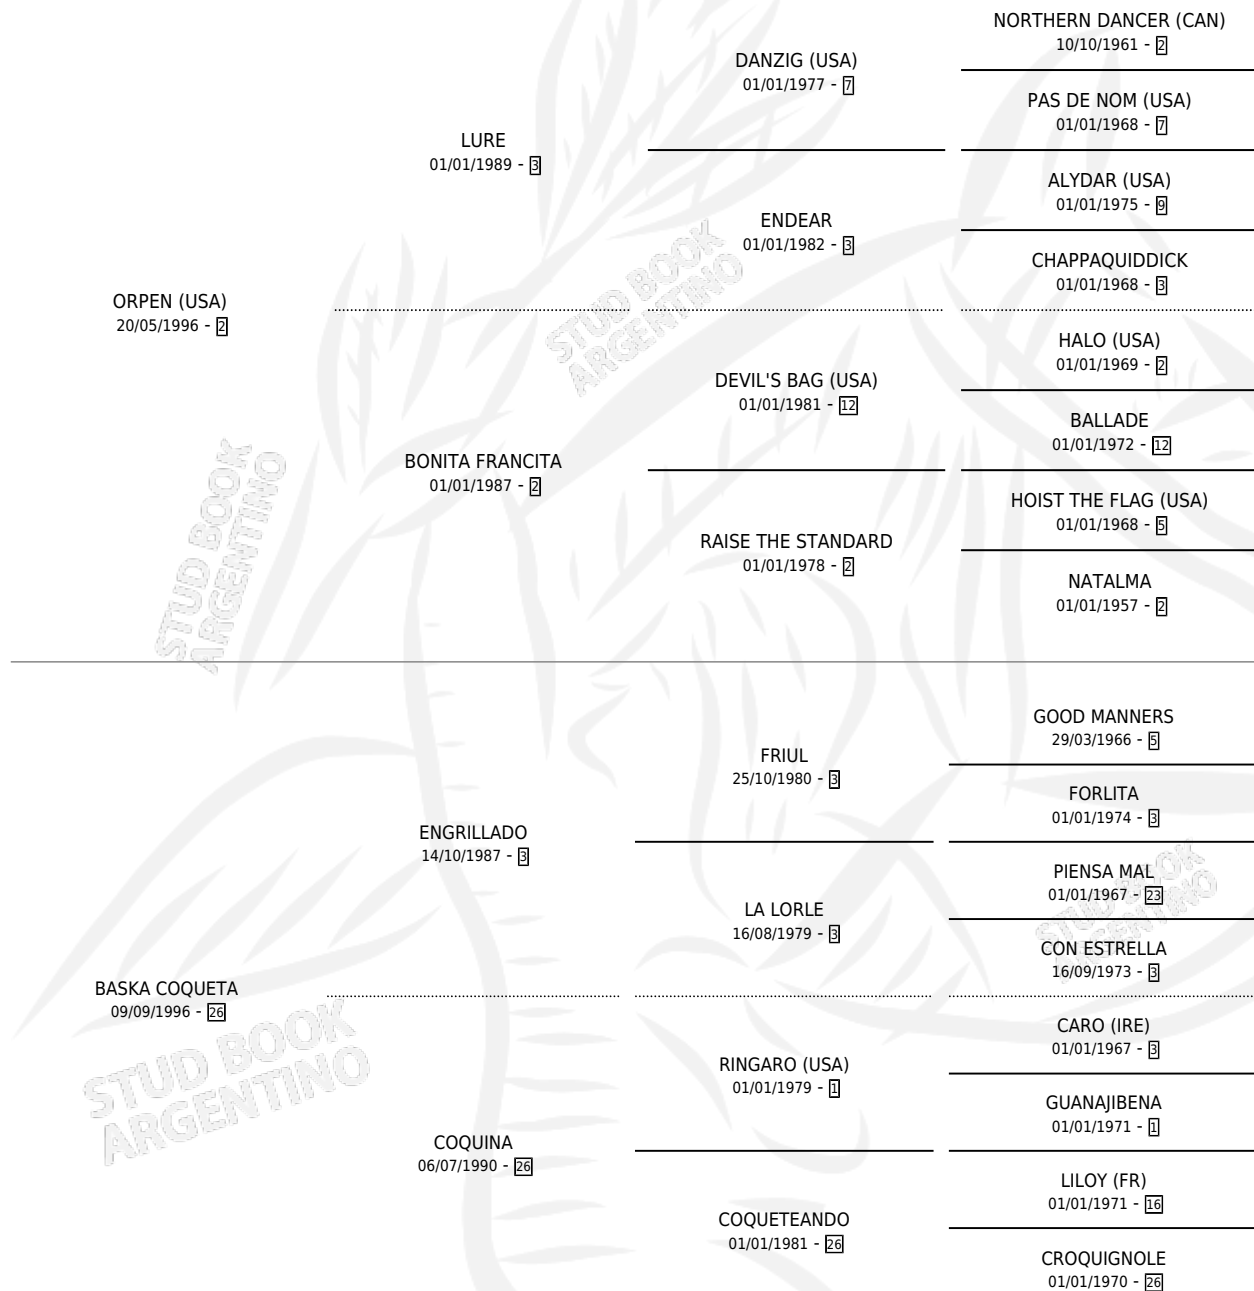 NORTHERN DANCER (CAN)
10/10/1961 - 2
DANZIG (USA)
01/01/1977 - 7
PAS DE NOM (USA)
01/01/1968 - 7
LURE
01/01/1989 - 3
ALYDAR (USA)
01/01/1975 - 9
ENDEAR
01/01/1982 - 3
CHAPPAQUIDDICK
01/01/1968 - 3
ORPEN (USA)
20/05/1996 - 2
HALO (USA)
01/01/1969 - 2
DEVIL'S BAG (USA)
01/01/1981 - 12
BALLADE
01/01/1972 - 12
BONITA FRANCITA
01/01/1987 - 2
HOIST THE FLAG (USA)
01/01/1968 - 5
RAISE THE STANDARD
01/01/1978 - 2
NATALMA
01/01/1957 - 2
GOOD MANNERS
29/03/1966 - 5
FRIUL
25/10/1980 - 3
FORLITA
01/01/1974 - 3
ENGRILLADO
14/10/1987 - 3
PIENSA MAL
01/01/1967 - 23
LA LORLE
16/08/1979 - 3
CON ESTRELLA
16/09/1973 - 3
BASKA COQUETA
09/09/1996 - 26
CARO (IRE)
01/01/1967 - 3
RINGARO (USA)
01/01/1979 - 1
GUANAJIBENA
01/01/1971 - 1
COQUINA
06/07/1990 - 26
LILOY (FR)
01/01/1971 - 16
COQUETEANDO
01/01/1981 - 26
CROQUIGNOLE
01/01/1970 - 26
STUD BOOK
ARGENTINO
STUD BOOK
ARGENTINO
STUD BOOK
ARGENTINO
STUD BOOK
ARGENTINO